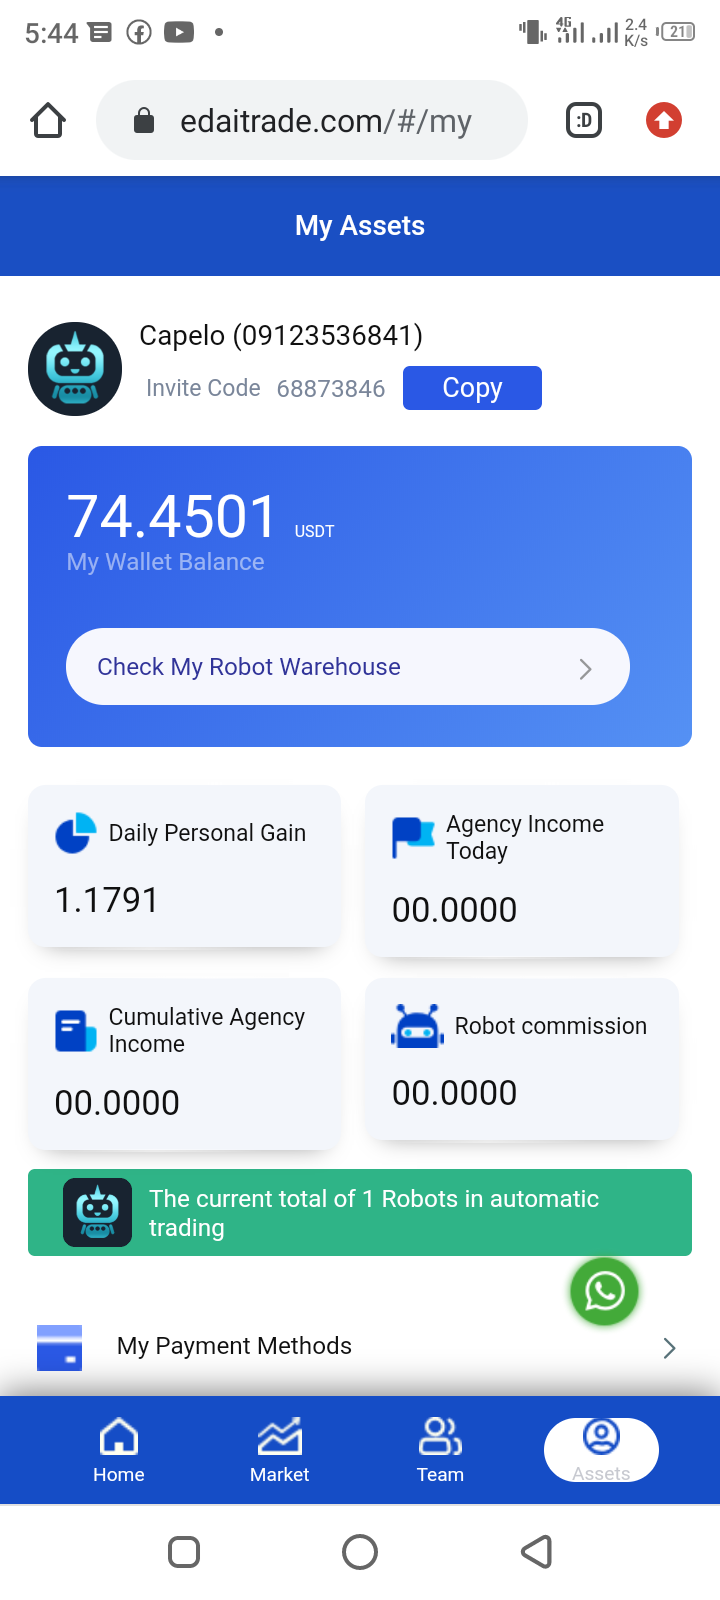 5:44
4G
2.4
K/s
21
edaitrade.com/#/my
:D
My Assets
Capelo (09123536841)
Invite Code 68873846 Copy
74.4501 USDT
My Wallet Balance
Check My Robot Warehouse
Daily Personal Gain
1.1791
Agency Income
Today
00.0000
Cumulative Agency
Income
00.0000
Robot commission
00.0000
The current total of 1 Robots in automatic
trading
My Payment Methods
Home Market Team Assets